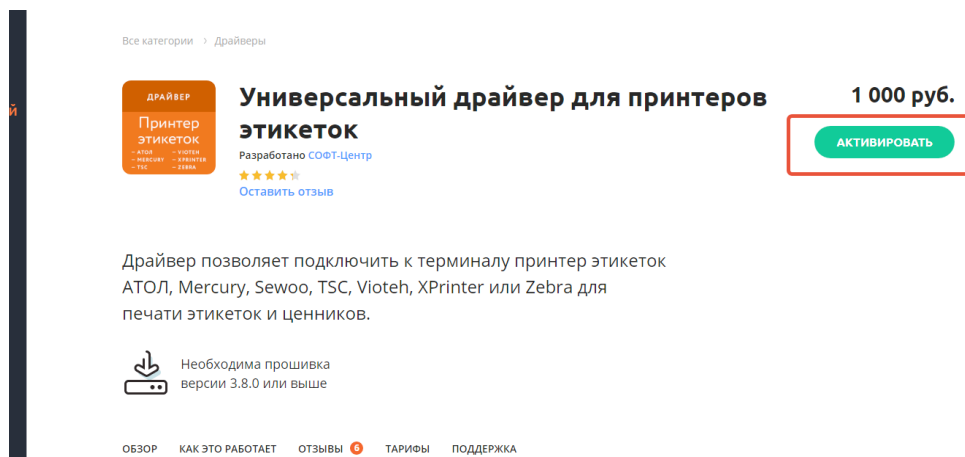 Все категории › Драйверы
й
ДРАЙВЕР
Принтер
этикеток
– АТОЛ – VIOTEH
– MERCURY – XPRINTER
– TSC – ZEBRA
Универсальный драйвер для принтеров
этикеток
Разработано СОФТ-Центр
Оставить отзыв
1 000 руб.
АКТИВИРОВАТЬ
Драйвер позволяет подключить к терминалу принтер этикеток
АТОЛ, Mercury, Sewoo, TSC, Vioteh, XPrinter или Zebra для
печати этикеток и ценников.
Необходима прошивка
версии 3.8.0 или выше
ОБЗОР КАК ЭТО РАБОТАЕТ ОТЗЫВЫ 6 ТАРИФЫ ПОДДЕРЖКА